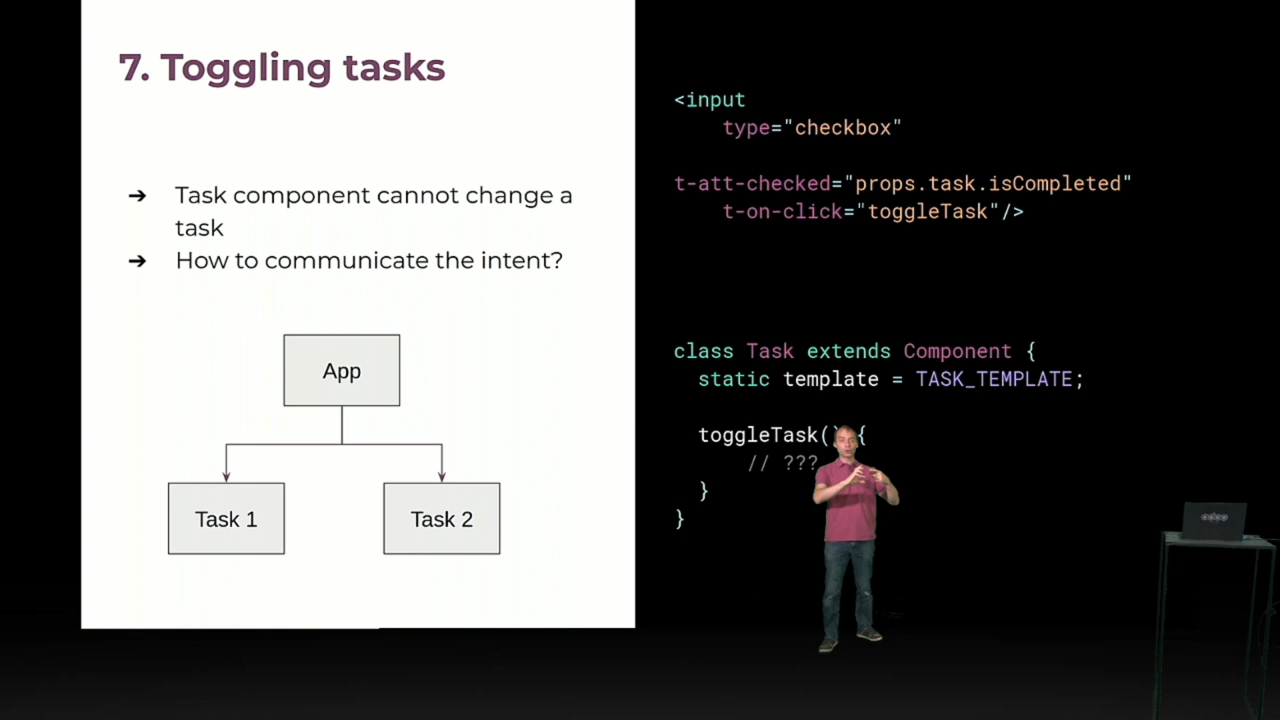 7. Toggling tasks
➔ Task component cannot change a
task
➔ How to communicate the intent?
App
Task 1
Task 2
<input
type="checkbox"
t-att-checked="props.task.isCompleted"
t-on-click="toggleTask"/>
class Task extends Component {
static template = TASK_TEMPLATE;
toggleTask() {
// ???
}
}
odoo